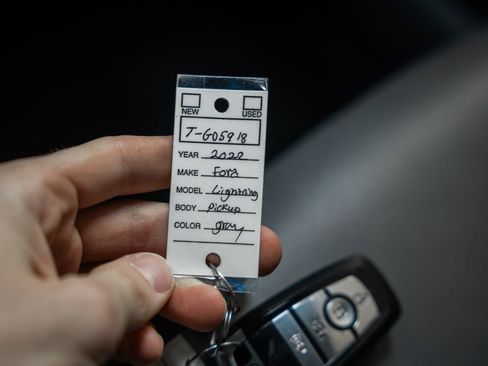 NEW USED
T-G05918
YEAR 2022
MAKE Ford
MODEL Lightning
BODY Pickup
COLOR gray